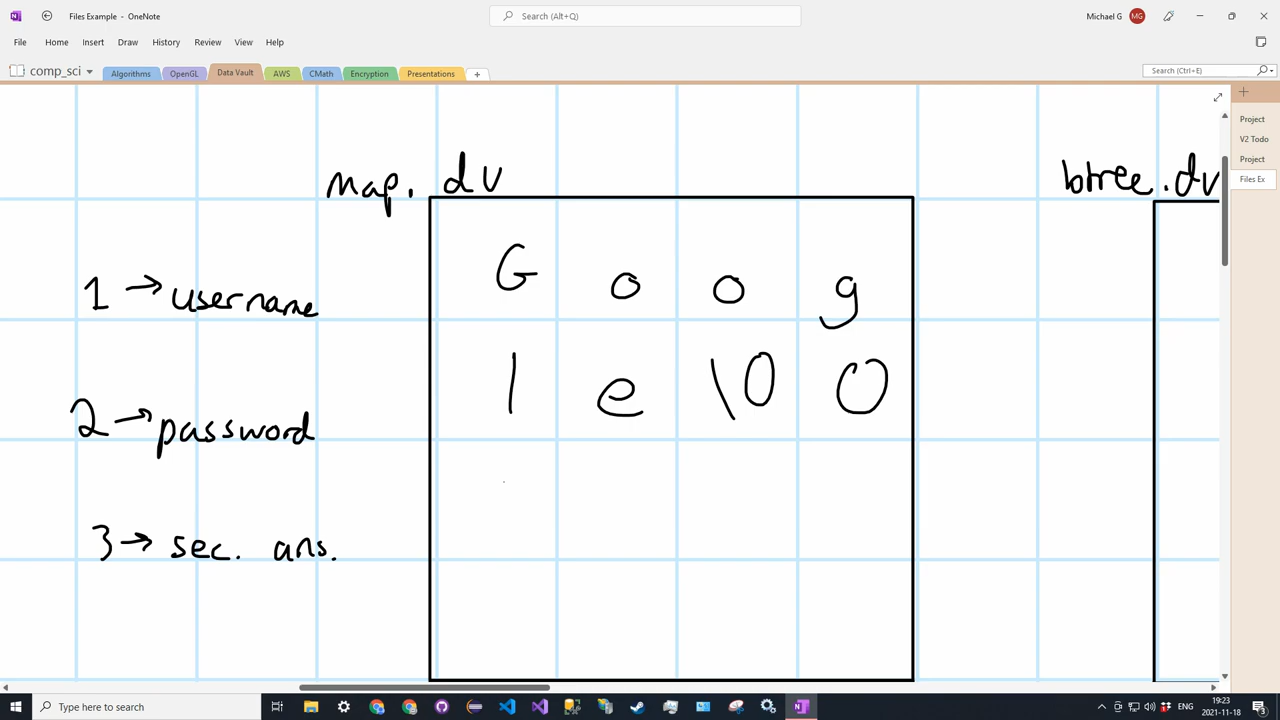 Files Example - OneNote
Search (Alt+Q)
Michael G
MG
File Home Insert Draw History Review View Help
comp_sci
Algorithms OpenGL Data Vault AWS CMath Encryption Presentations +
Search (Ctrl+E)
Project
V2 Todo
Project
Files Ex
map. dv
btree.dv
1 → username
2 → password
3 → sec. ans.
G o o g
l e \0 0
Type here to search
ENG
19:23
2021-11-18